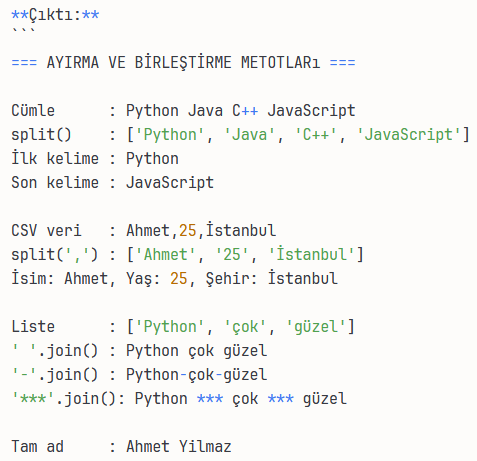 **Çıktı:**
```
=== AYIRMA VE BİRLEŞTİRME METOTLARı ===
Cümle      : Python Java C++ JavaScript
split()    : ['Python', 'Java', 'C++', 'JavaScript']
İlk kelime : Python
Son kelime : JavaScript
CSV veri   : Ahmet,25,İstanbul
split(',') : ['Ahmet', '25', 'İstanbul']
İsim: Ahmet, Yaş: 25, Şehir: İstanbul
Liste      : ['Python', 'çok', 'güzel']
' '.join() : Python çok güzel
'-'.join() : Python-çok-güzel
'***'.join(): Python *** çok *** güzel
Tam ad     : Ahmet Yilmaz